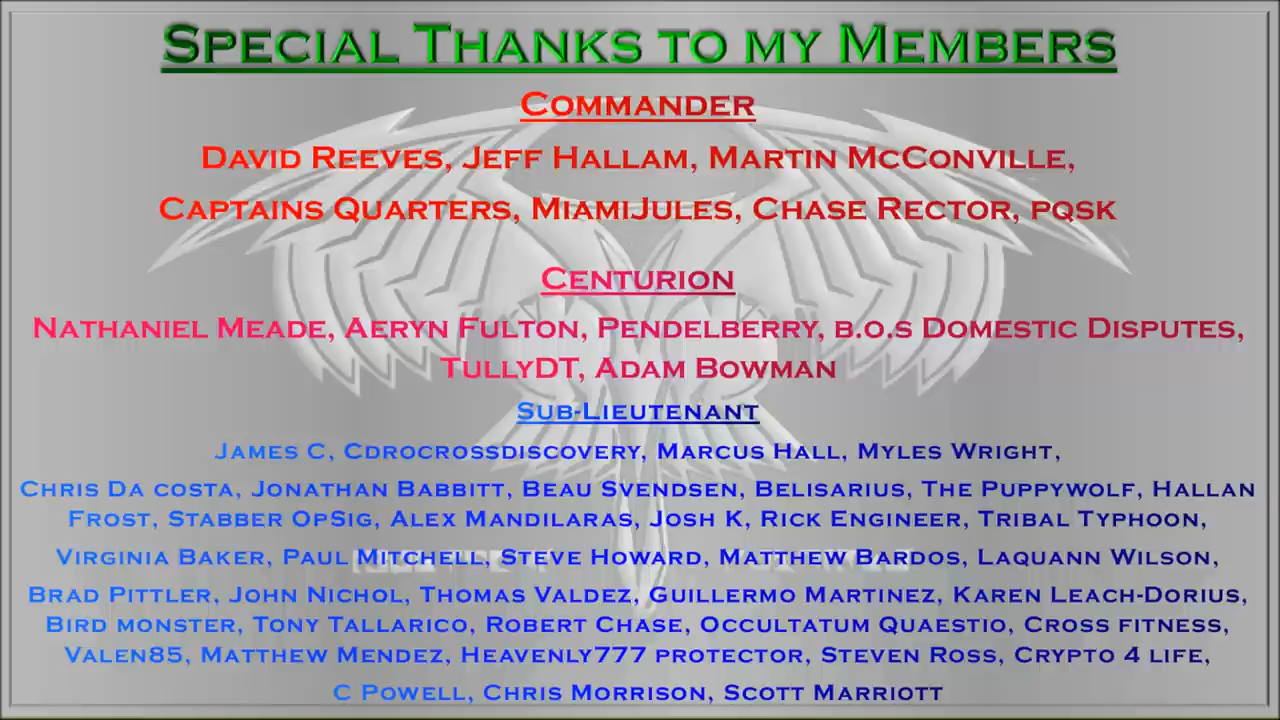 Special Thanks to my Members
Commander
David Reeves, Jeff Hallam, Martin McConville,
Captains Quarters, MiamiJules, Chase Rector, pqsk
Centurion
Nathaniel Meade, Aeryn Fulton, Pendelberry, b.o.s Domestic Disputes,
TullyDT, Adam Bowman
Sub-Lieutenant
James C, Cdrocrossdiscovery, Marcus Hall, Myles Wright,
Chris Da costa, Jonathan Babbitt, Beau Svendsen, Belisarius, The Puppywolf, Hallan
Frost, Stabber OpSig, Alex Mandilaras, Josh K, Rick Engineer, Tribal Typhoon,
Virginia Baker, Paul Mitchell, Steve Howard, Matthew Bardos, Laquann Wilson,
Brad Pittler, John Nichol, Thomas Valdez, Guillermo Martinez, Karen Leach-Dorius,
Bird monster, Tony Tallarico, Robert Chase, Occultatum Quaestio, Cross fitness,
Valen85, Matthew Mendez, Heavenly777 protector, Steven Ross, Crypto 4 life,
C Powell, Chris Morrison, Scott Marriott